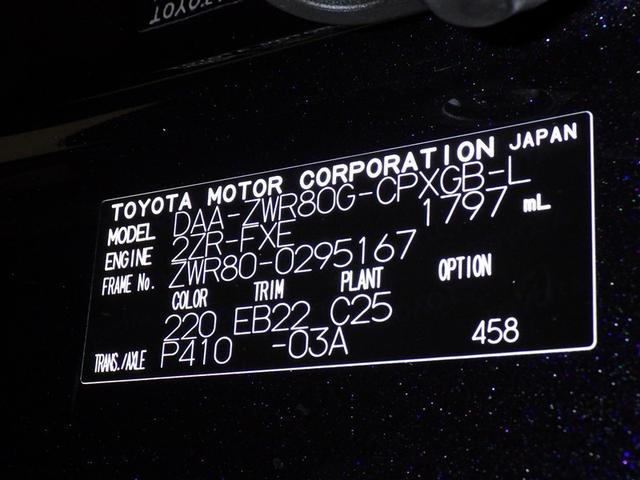 TOYOTA MOTOR CORPORATION JAPAN
MODEL DAA-ZWR80G-CPXGB-L
ENGINE 2ZR-FXE 1797 mL
FRAME No. ZWR80-0295167
COLOR TRIM PLANT OPTION
220 EB22 C25
TRANS./AXLE P410 -03A 458